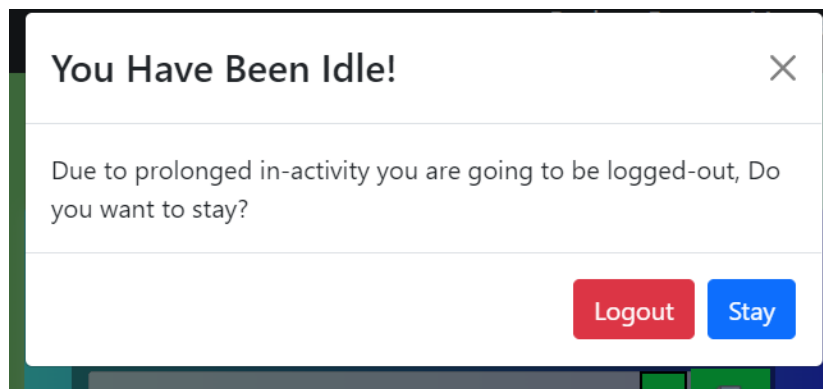 You Have Been Idle!
Due to prolonged in-activity you are going to be logged-out, Do
you want to stay?
Logout
Stay